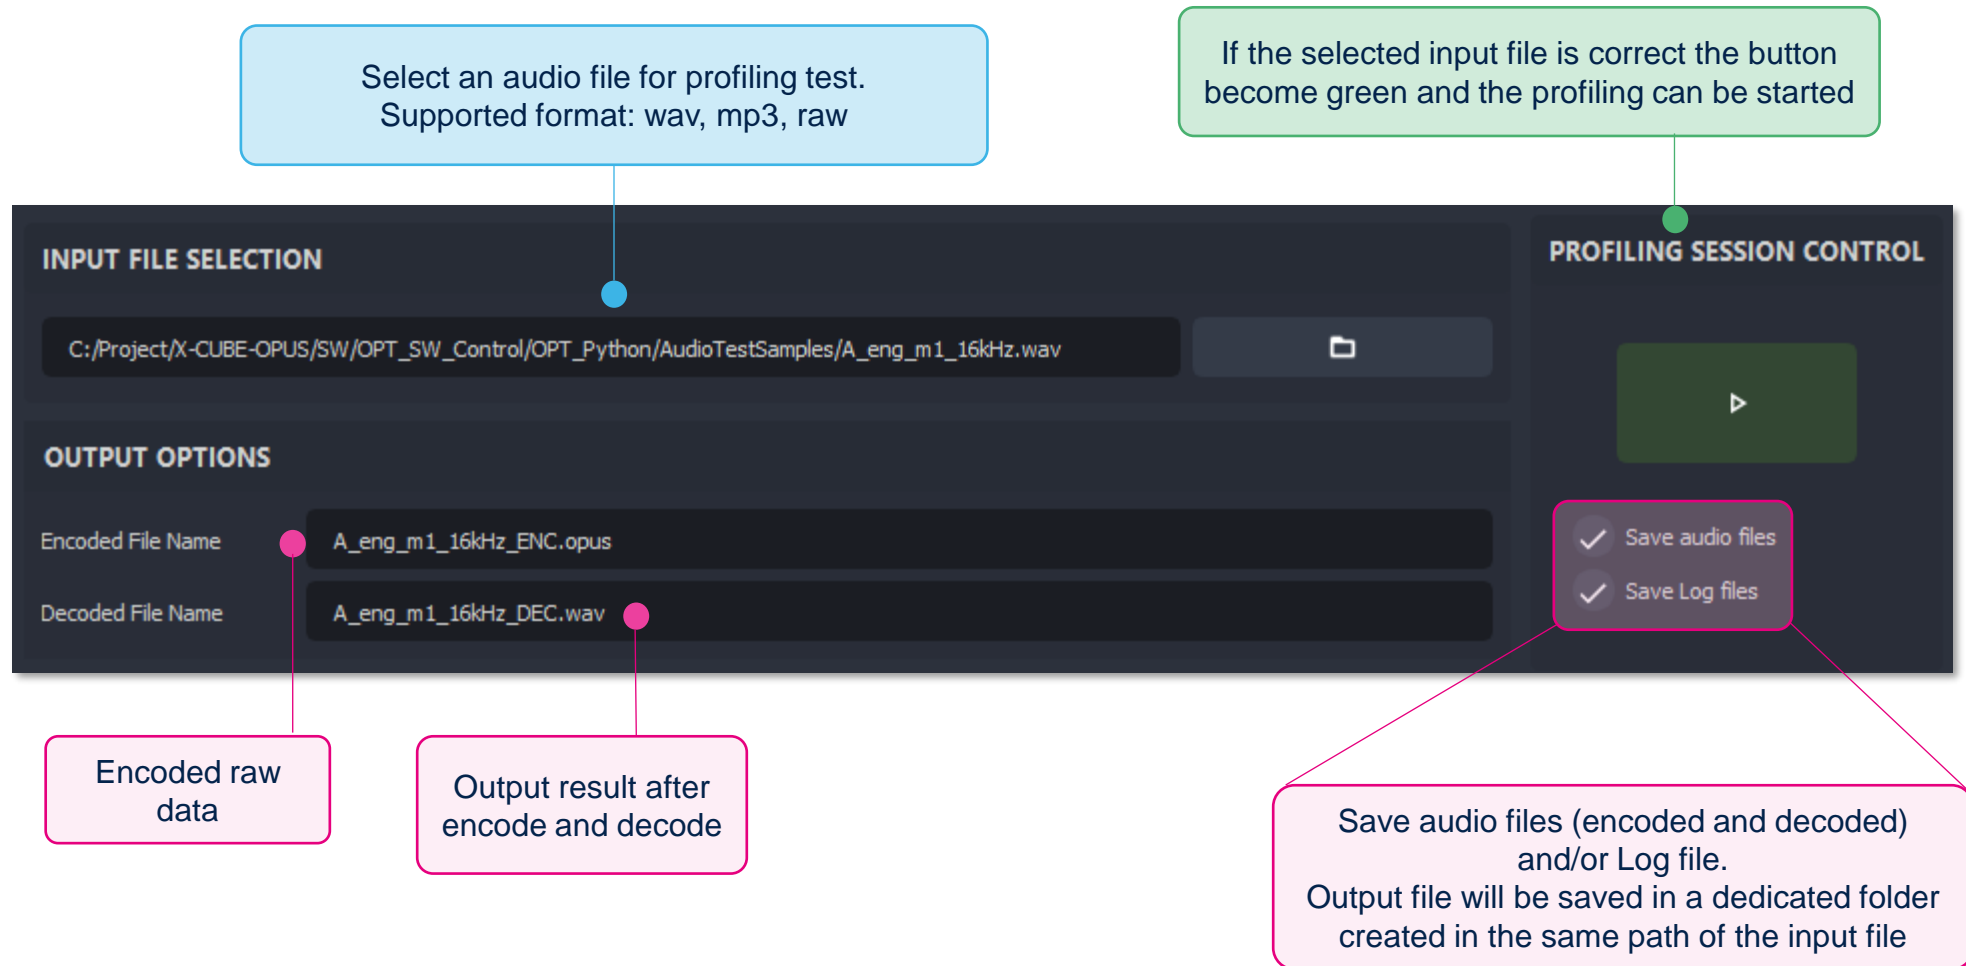 Select an audio file for profiling test.
Supported format: wav, mp3, raw
If the selected input file is correct the button
become green and the profiling can be started
INPUT FILE SELECTION
C:/Project/X-CUBE-OPUS/SW/OPT_SW_Control/OPT_Python/AudioTestSamples/A_eng_m1_16kHz.wav
PROFILING SESSION CONTROL
OUTPUT OPTIONS
Encoded File Name
A_eng_m1_16kHz_ENC.opus
Decoded File Name
A_eng_m1_16kHz_DEC.wav
Save audio files
Save Log files
Encoded raw
data
Output result after
encode and decode
Save audio files (encoded and decoded)
and/or Log file.
Output file will be saved in a dedicated folder
created in the same path of the input file